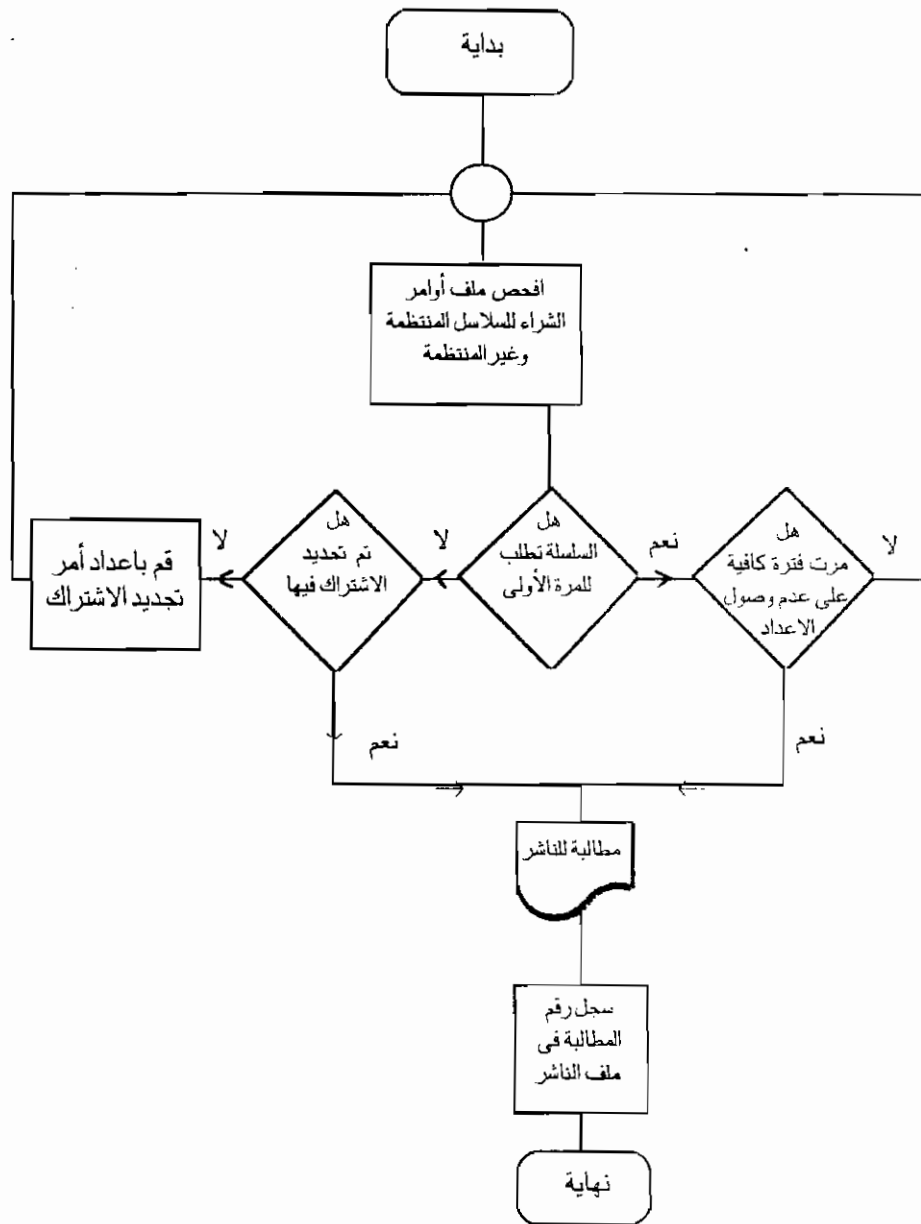 بداية
افحص ملف أوامر
الشراء للسلاسل المنتظمة
وغير المنتظمة
هل
السلسلة تطلب
للمرة الأولى
نعم
لا
هل
مرت فترة كافية
على عدم وصول
الاعداد
لا
نعم
هل
تم تجديد
الاشتراك فيها
لا
نعم
قم باعداد أمر
تجديد الاشتراك
مطالبة للناشر
سجل رقم
المطالبة فى
ملف الناشر
نهاية